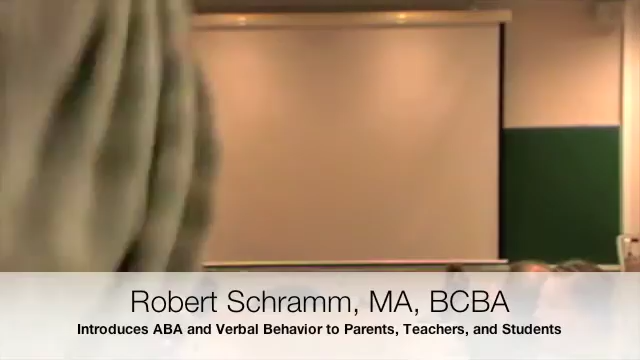 Robert Schramm, MA, BCBA
Introduces ABA and Verbal Behavior to Parents, Teachers, and Students